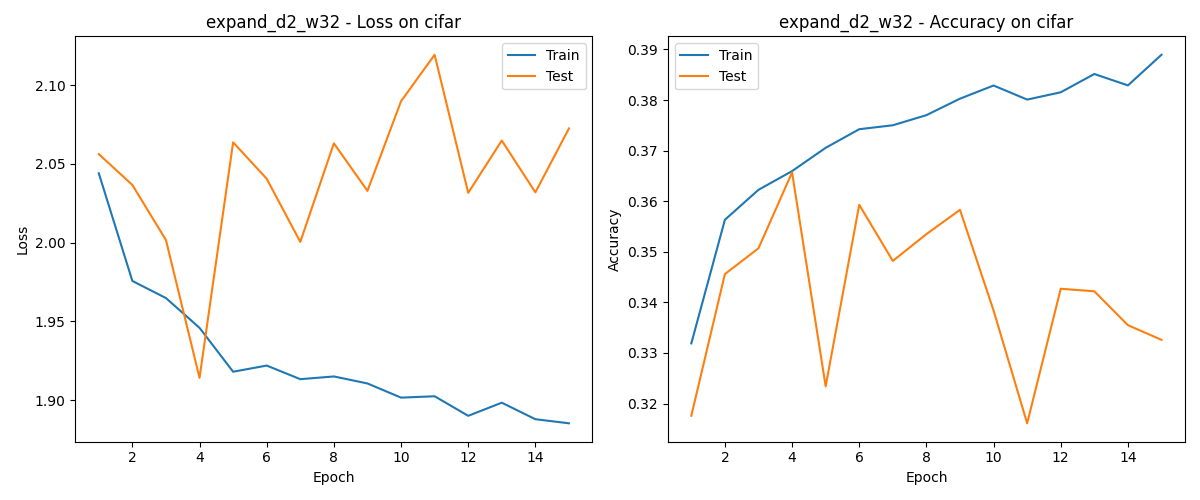 expand_d2_w32 - Loss on cifar
Train
Test
2.10
2.05
2.00
1.95
1.90
Loss
2 4 6 8 10 12 14
Epoch
expand_d2_w32 - Accuracy on cifar
Train
Test
0.39
0.38
0.37
0.36
0.35
0.34
0.33
0.32
Accuracy
2 4 6 8 10 12 14
Epoch